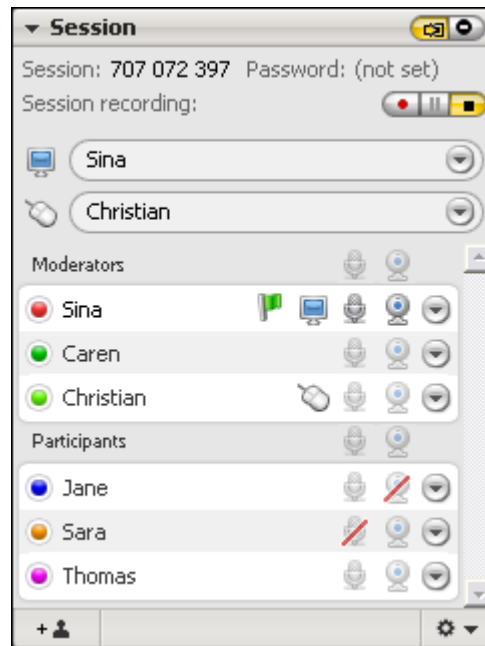 Session
Session: 707 072 397 Password: (not set)
Session recording:
Sina
Christian
Moderators
Sina
Caren
Christian
Participants
Jane
Sara
Thomas